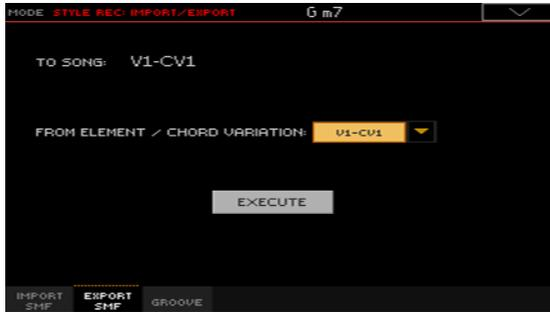 MODE STYLE REC: IMPORT/EXPORT G m7
TO SONG: V1-CV1
FROM ELEMENT / CHORD VARIATION: V1-CV1
EXECUTE
IMPORT SMF EXPORT SMF GROOVE